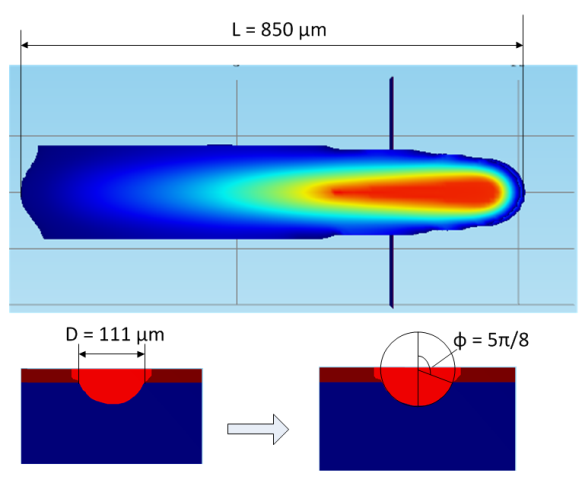 L = 850 μm
D = 111 μm
ϕ = 5π/8